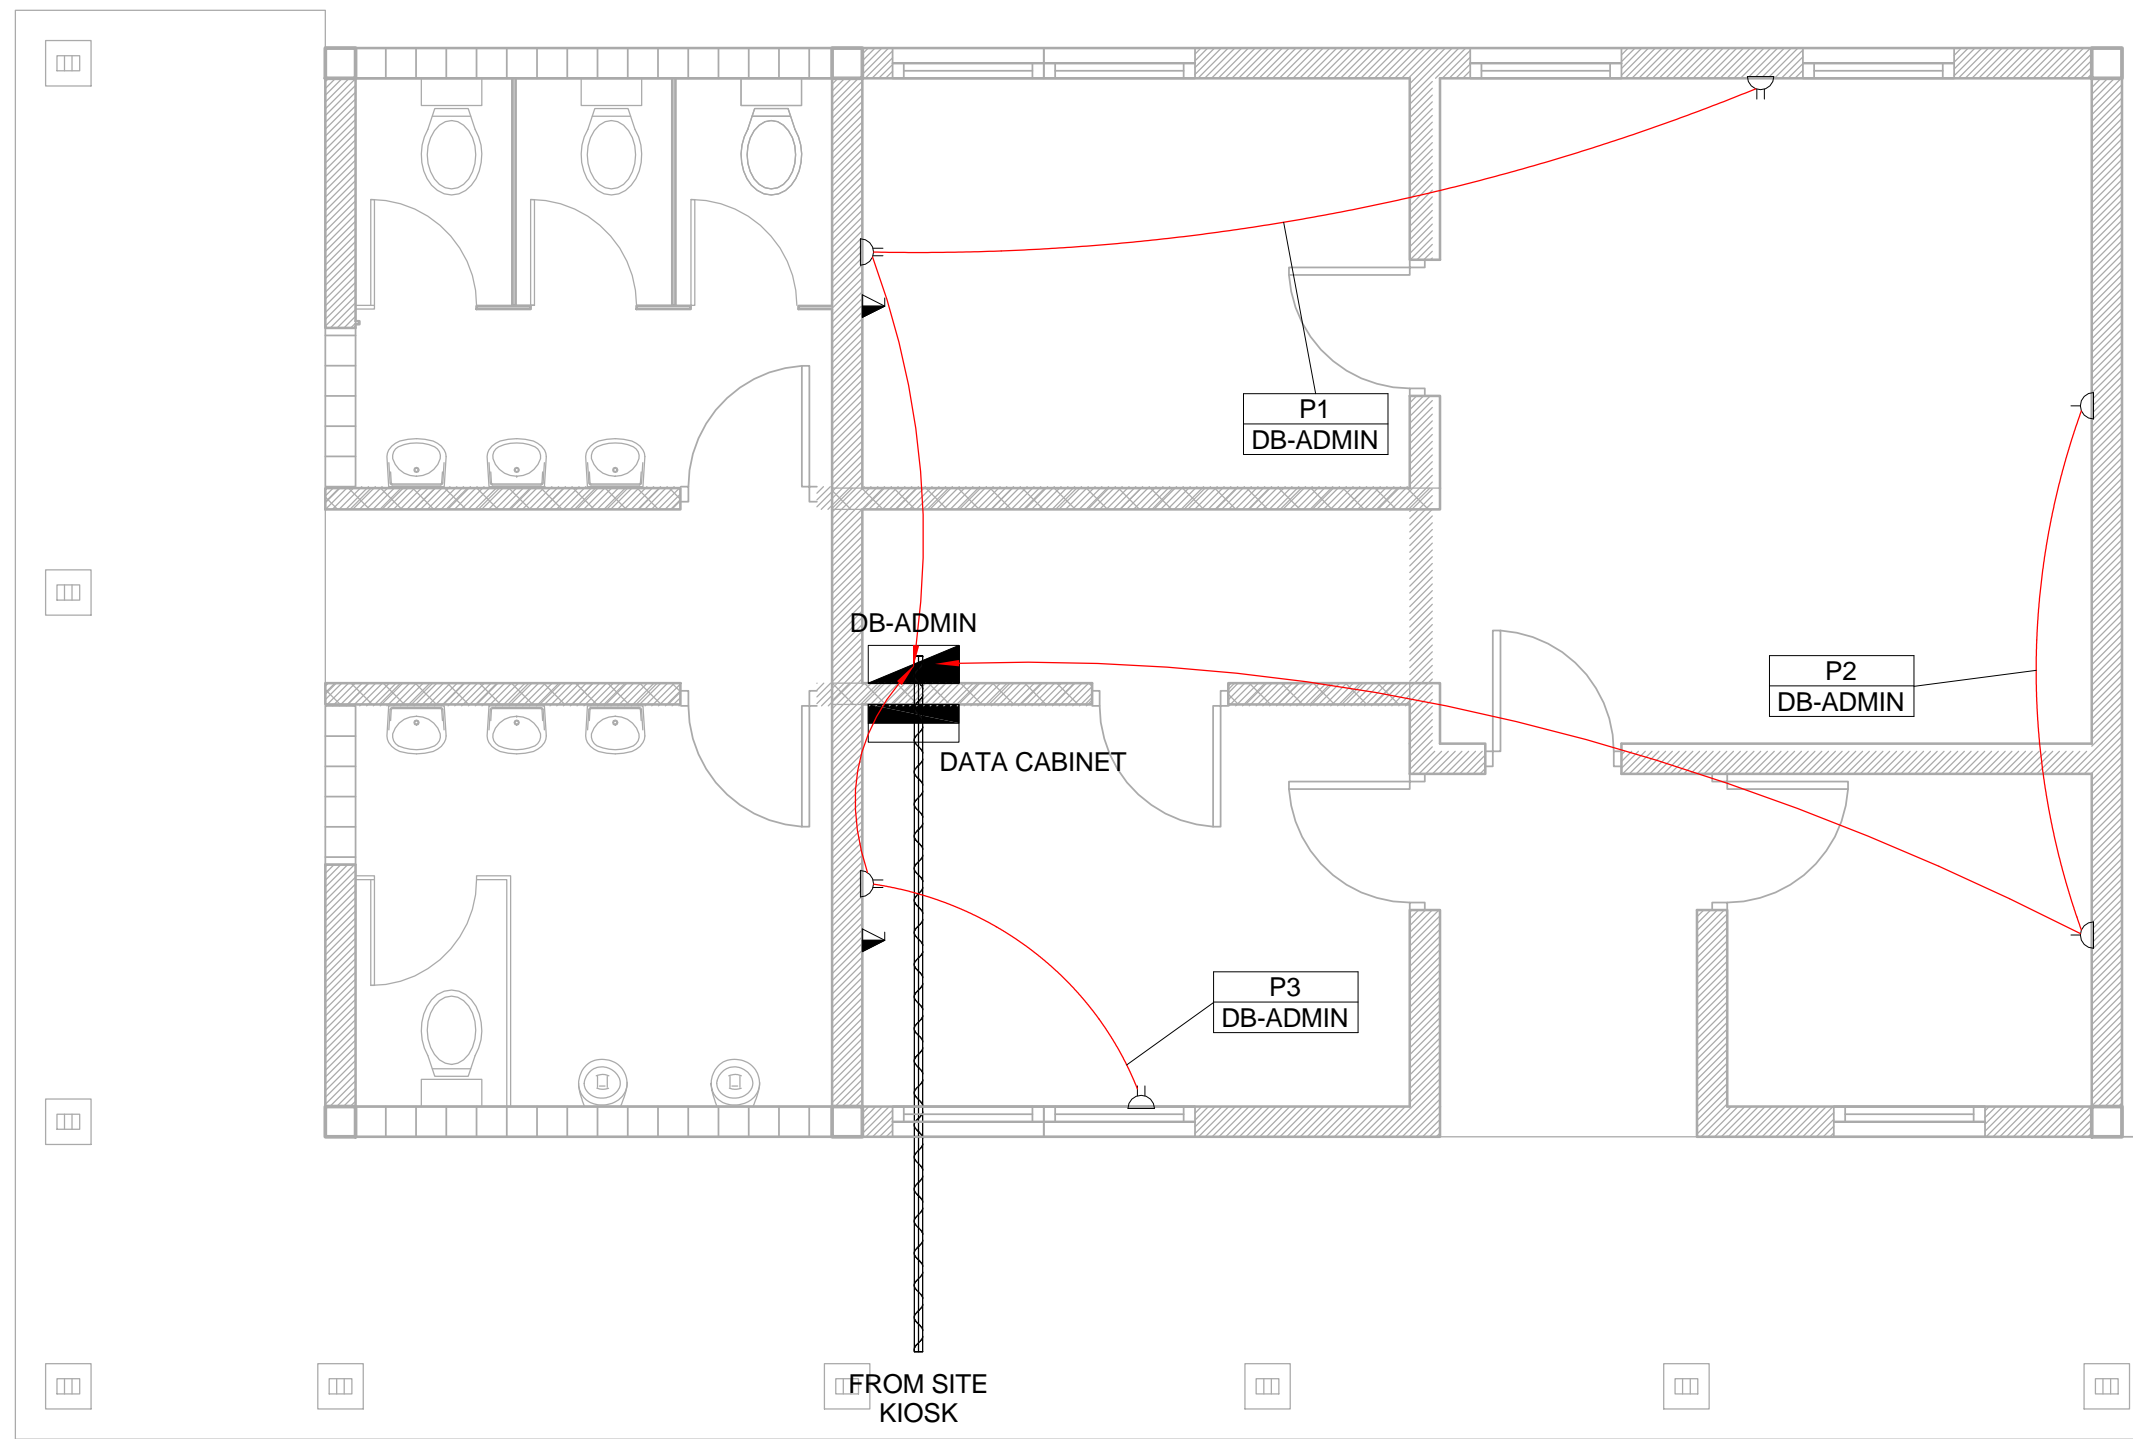 P1
DB-ADMIN
DB-ADMIN
P2
DB-ADMIN
DATA CABINET
P3
DB-ADMIN
FROM SITE
KIOSK